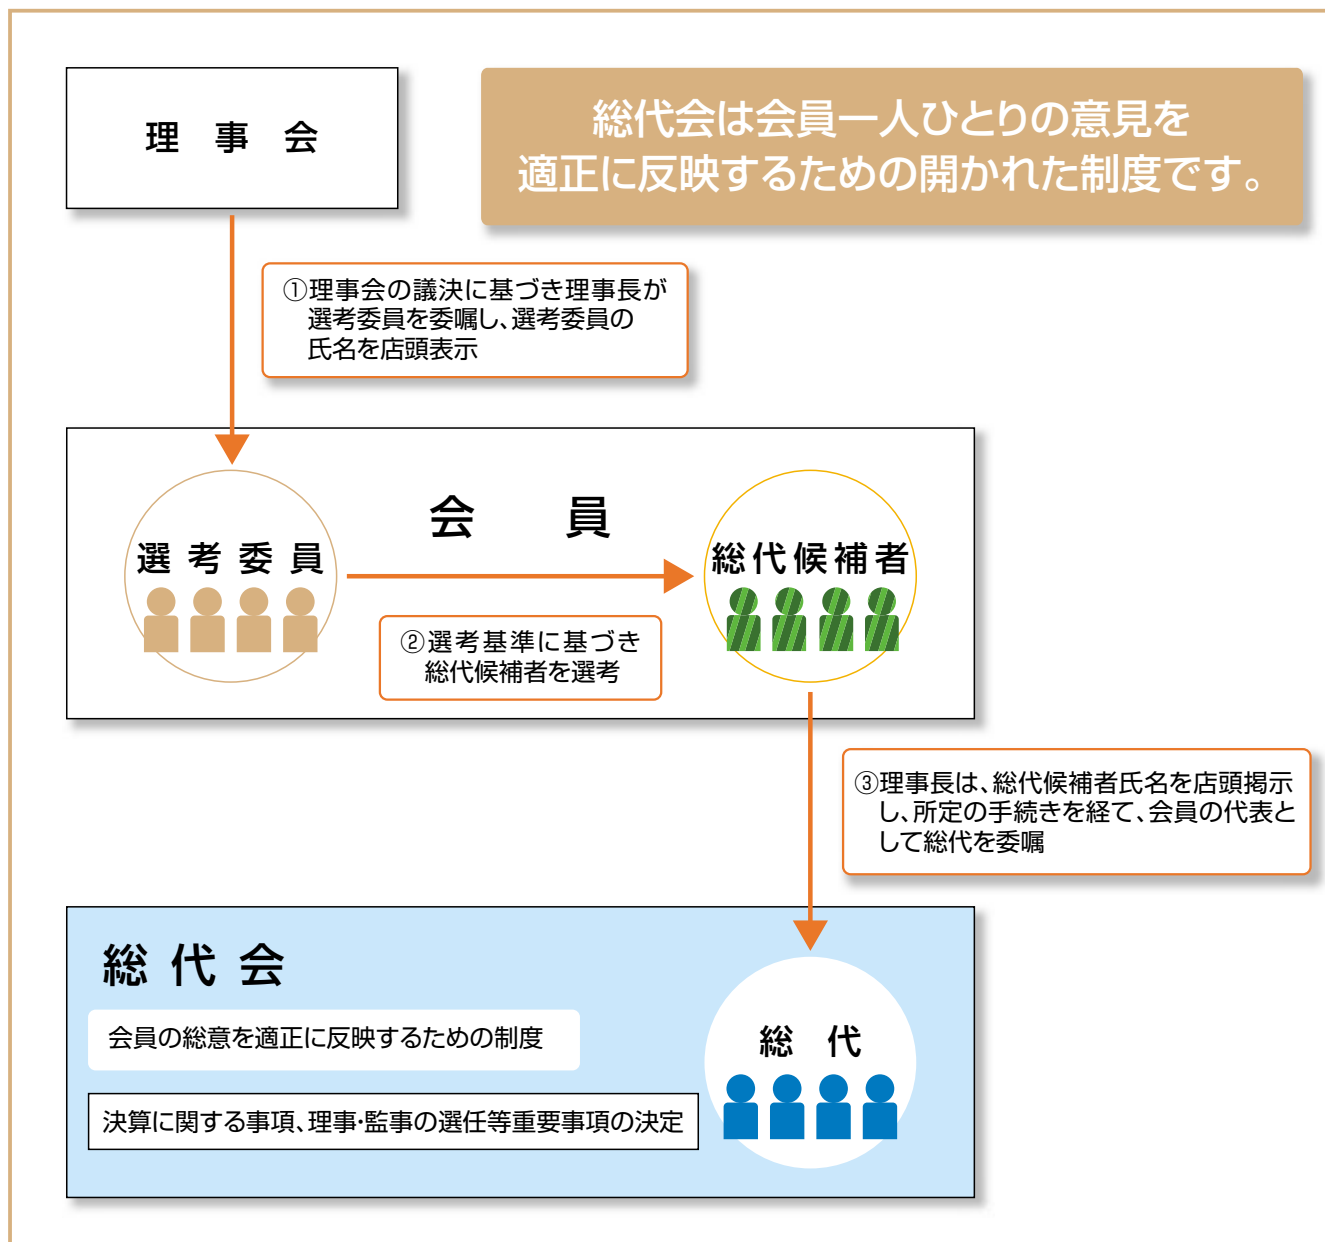 理事会
総代会は会員一人ひとりの意見を
適正に反映するための開かれた制度です。
①理事会の議決に基づき理事長が
選考委員を委嘱し、選考委員の
氏名を店頭表示
会員
選考委員
総代候補者
②選考基準に基づき
総代候補者を選考
③理事長は、総代候補者氏名を店頭掲示
し、所定の手続きを経て、会員の代表と
して総代を委嘱
総代会
会員の総意を適正に反映するための制度
決算に関する事項、理事・監事の選任等重要事項の決定
総代